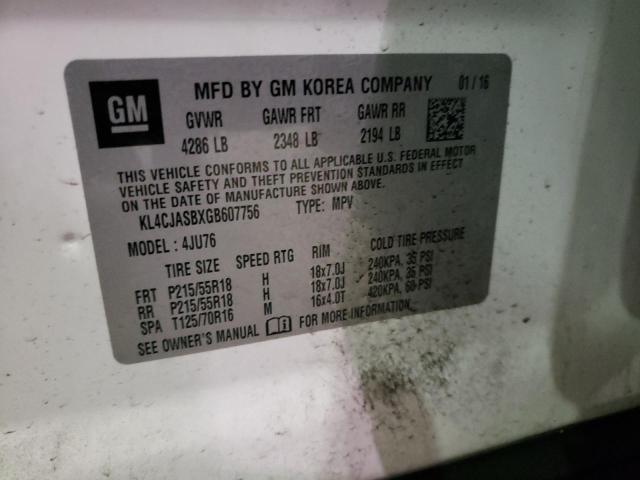 GM
MFD BY GM KOREA COMPANY 01/16
GVWR GAWR FRT GAWR RR
4286 LB 2348 LB 2194 LB
THIS VEHICLE CONFORMS TO ALL APPLICABLE U.S. FEDERAL MOTOR
VEHICLE SAFETY AND THEFT PREVENTION STANDARDS IN EFFECT
ON THE DATE OF MANUFACTURE SHOWN ABOVE.
KL4CJASBXGB607756 TYPE: MPV
MODEL: 4JU76
TIRE SIZE SPEED RTG RIM COLD TIRE PRESSURE
FRT P215/55R18 H 18x7.0J 240KPA, 35 PSI
RR P215/55R18 H 18x7.0J 240KPA, 35 PSI
SPA T125/70R16 M 16x4.0T 420KPA, 60 PSI
SEE OWNER'S MANUAL FOR MORE INFORMATION